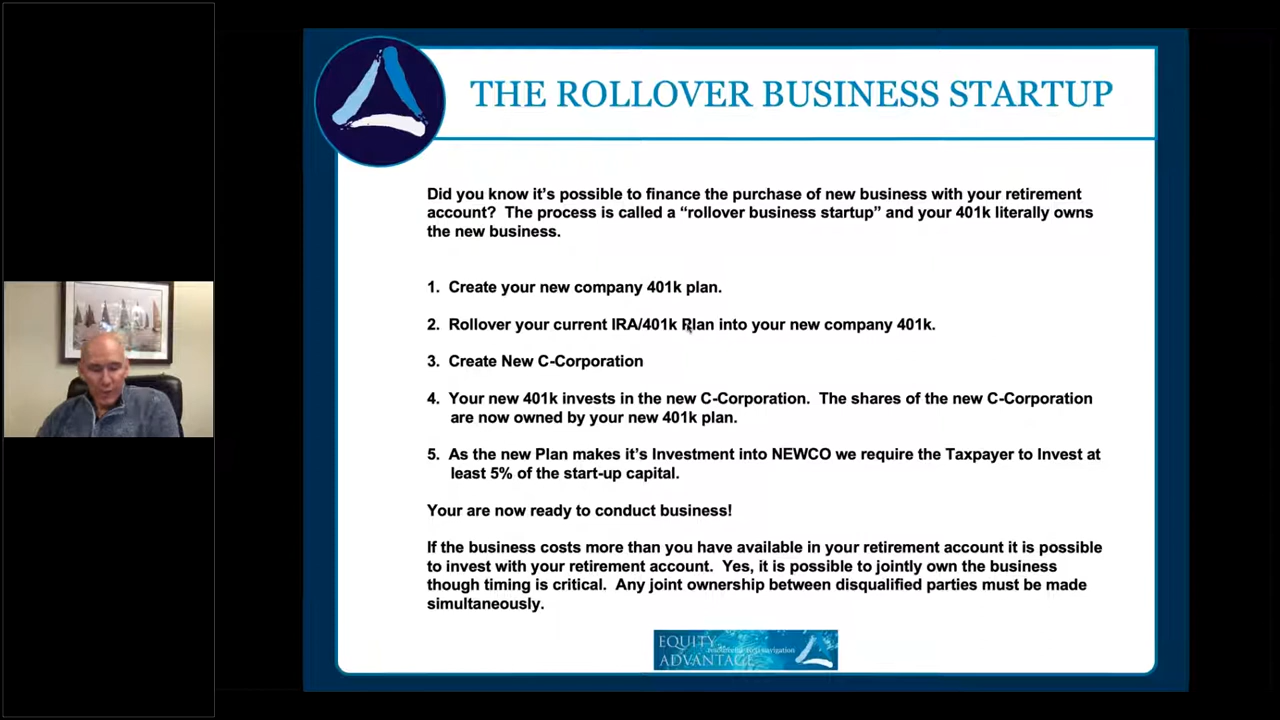 THE ROLLOVER BUSINESS STARTUP
Did you know it's possible to finance the purchase of new business with your retirement
account? The process is called a “rollover business startup” and your 401k literally owns
the new business.
1. Create your new company 401k plan.
2. Rollover your current IRA/401k Plan into your new company 401k.
3. Create New C-Corporation
4. Your new 401k invests in the new C-Corporation. The shares of the new C-Corporation
are now owned by your new 401k plan.
5. As the new Plan makes it's Investment into NEWCO we require the Taxpayer to Invest at
least 5% of the start-up capital.
Your are now ready to conduct business!
If the business costs more than you have available in your retirement account it is possible
to invest with your retirement account. Yes, it is possible to jointly own the business
though timing is critical. Any joint ownership between disqualified parties must be made
simultaneously.
EQUITY
navigation
ADVANTAGE